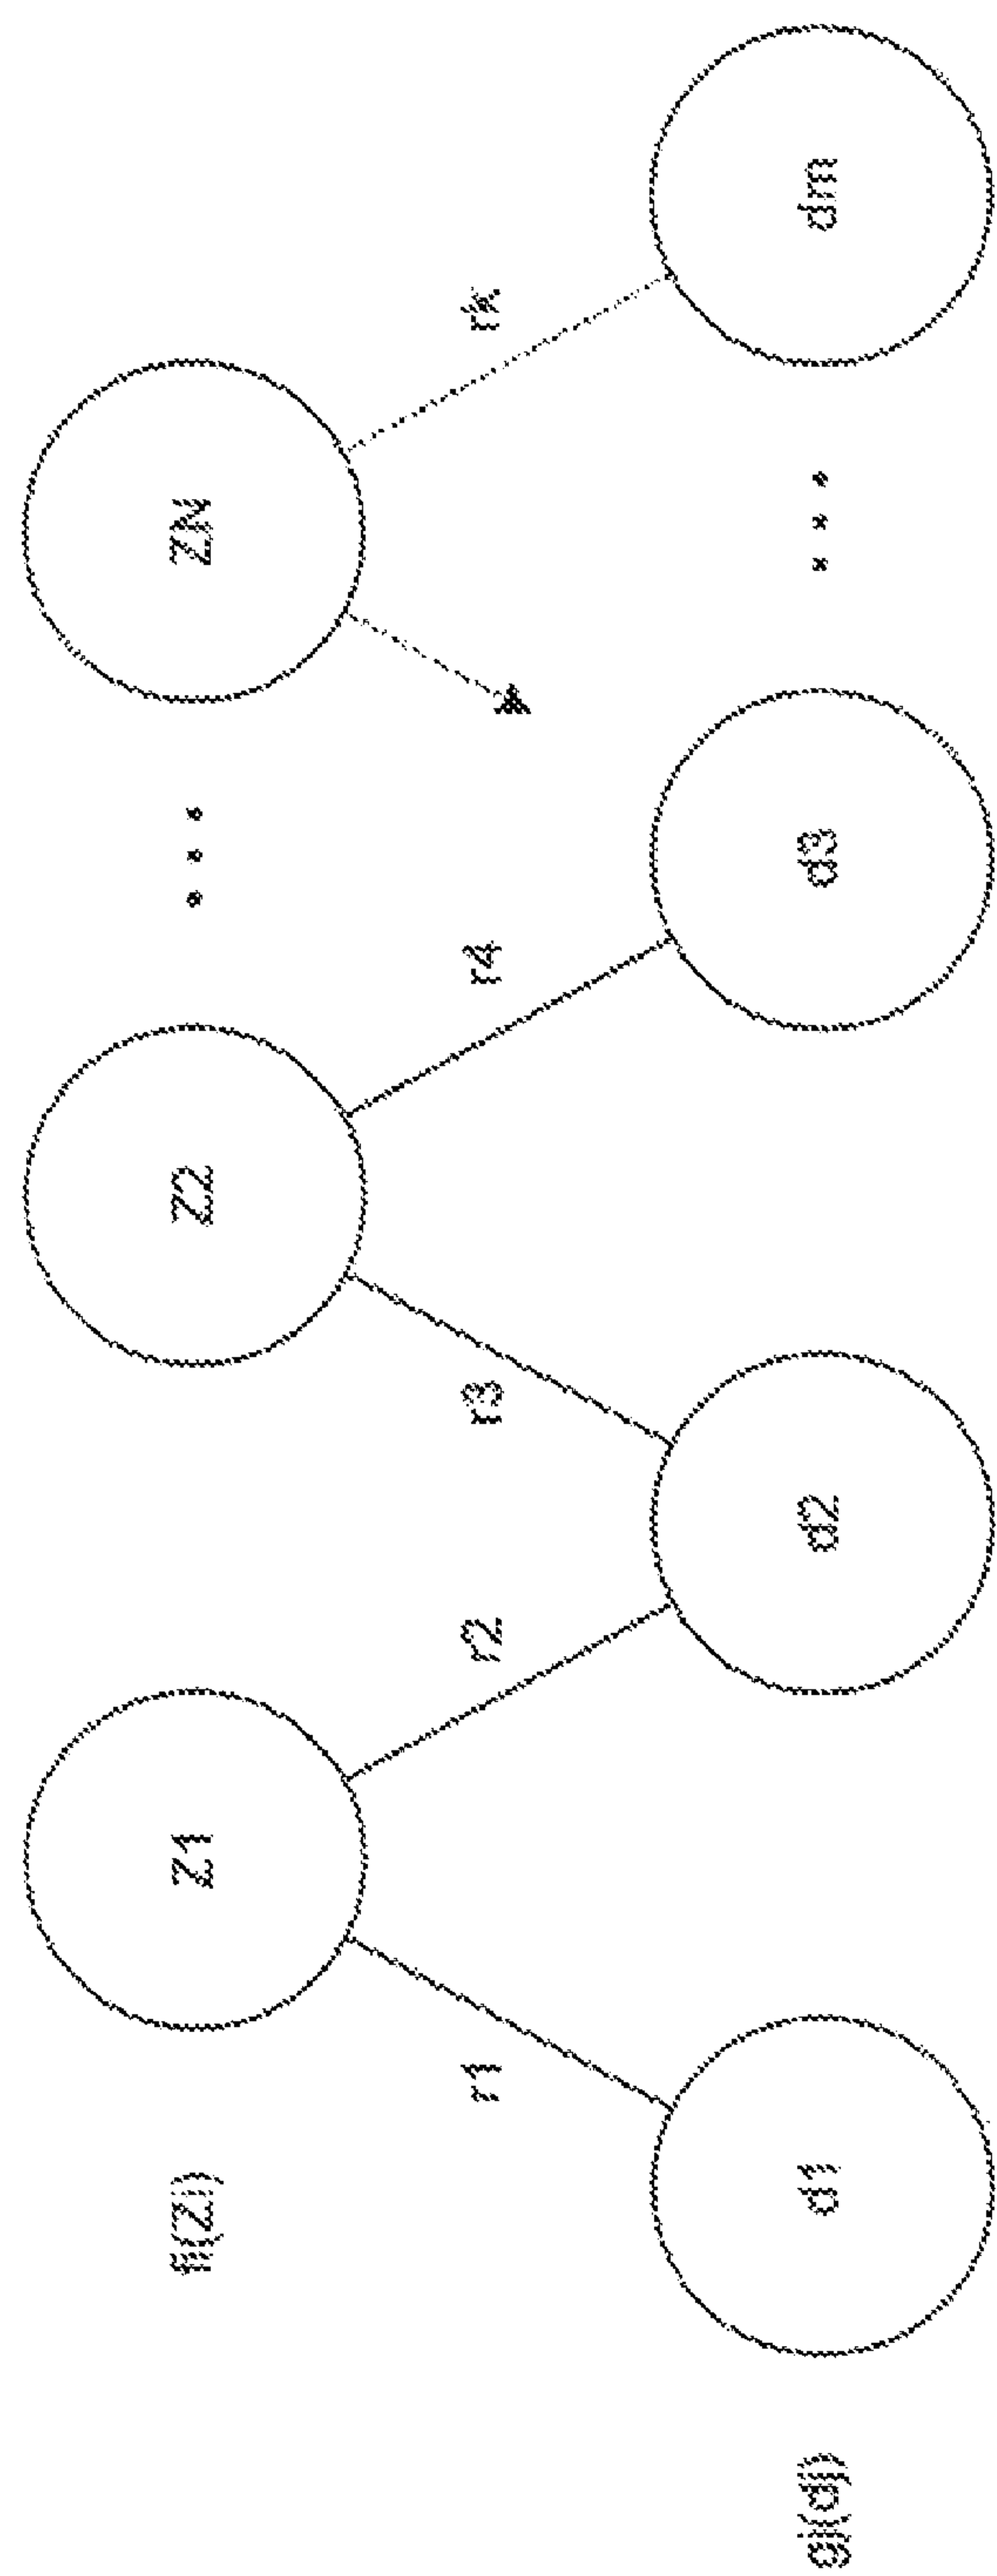 fi(Zi) Z1 Z2 ... ZN
r1 r2 r3 r4 rk
gj(dj) d1 d2 d3 ... dm